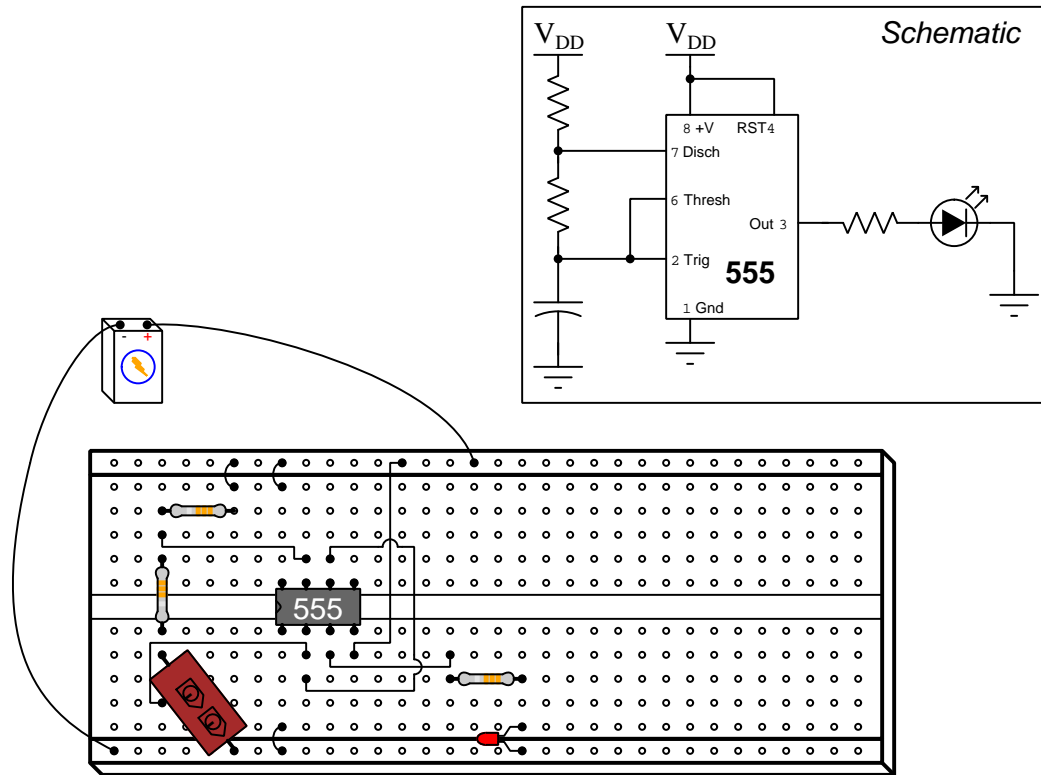 Schematic
VDD
VDD
8 +V RST4
7 Disch
6 Thresh
Out 3
2 Trig
555
1 Gnd
- +
555